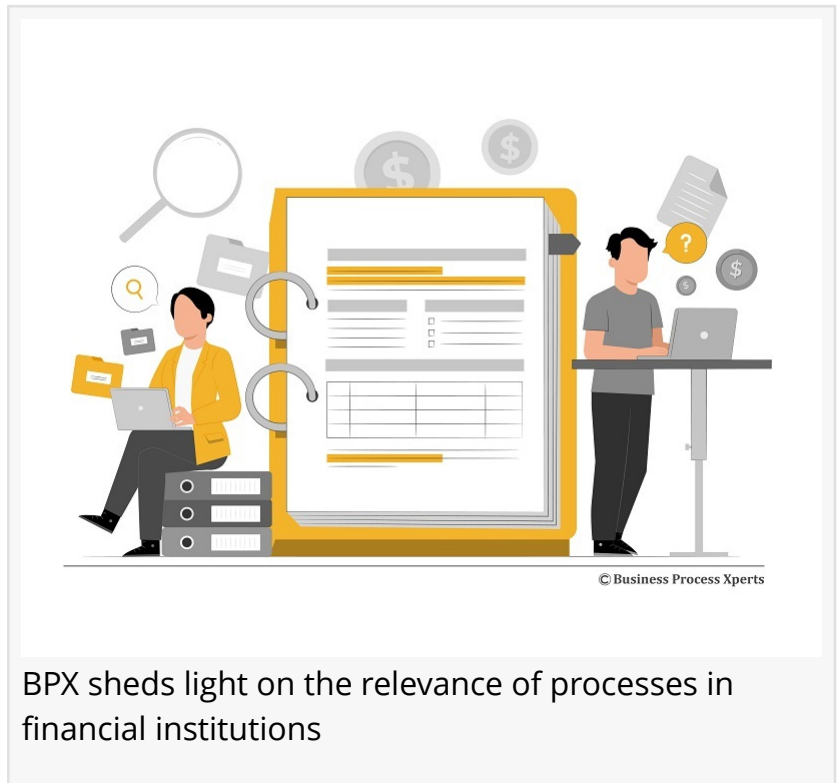 $
$
?
$
$
© Business Process Xperts
BPX sheds light on the relevance of processes in
financial institutions